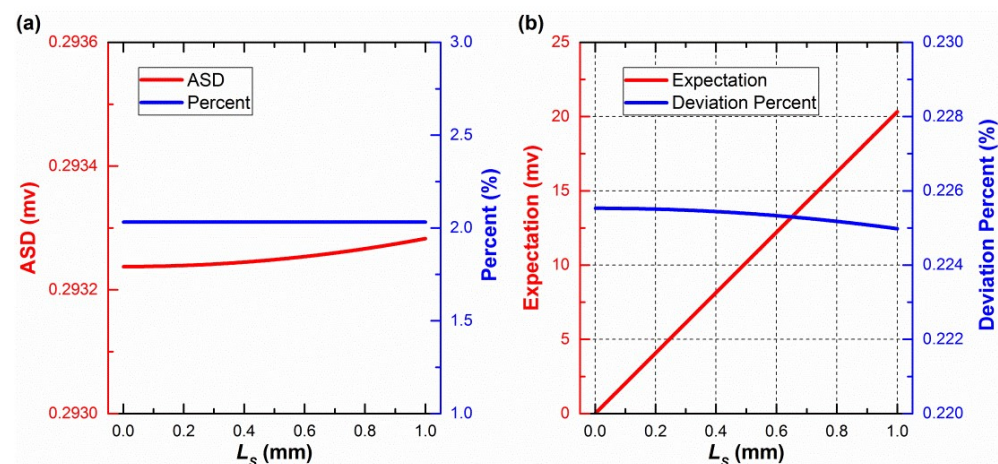 (a)
0.2936
0.2934
0.2932
0.2930
ASD (mv)
ASD
Percent
3.0
2.5
2.0
1.5
1.0
Percent (%)
0.0 0.2 0.4 0.6 0.8 1.0
Ls (mm)
(b)
25
20
15
10
5
0
Expectation (mv)
Expectation
Deviation Percent
0.230
0.228
0.226
0.224
0.222
0.220
Deviation Percent (%)
0.0 0.2 0.4 0.6 0.8 1.0
Ls (mm)